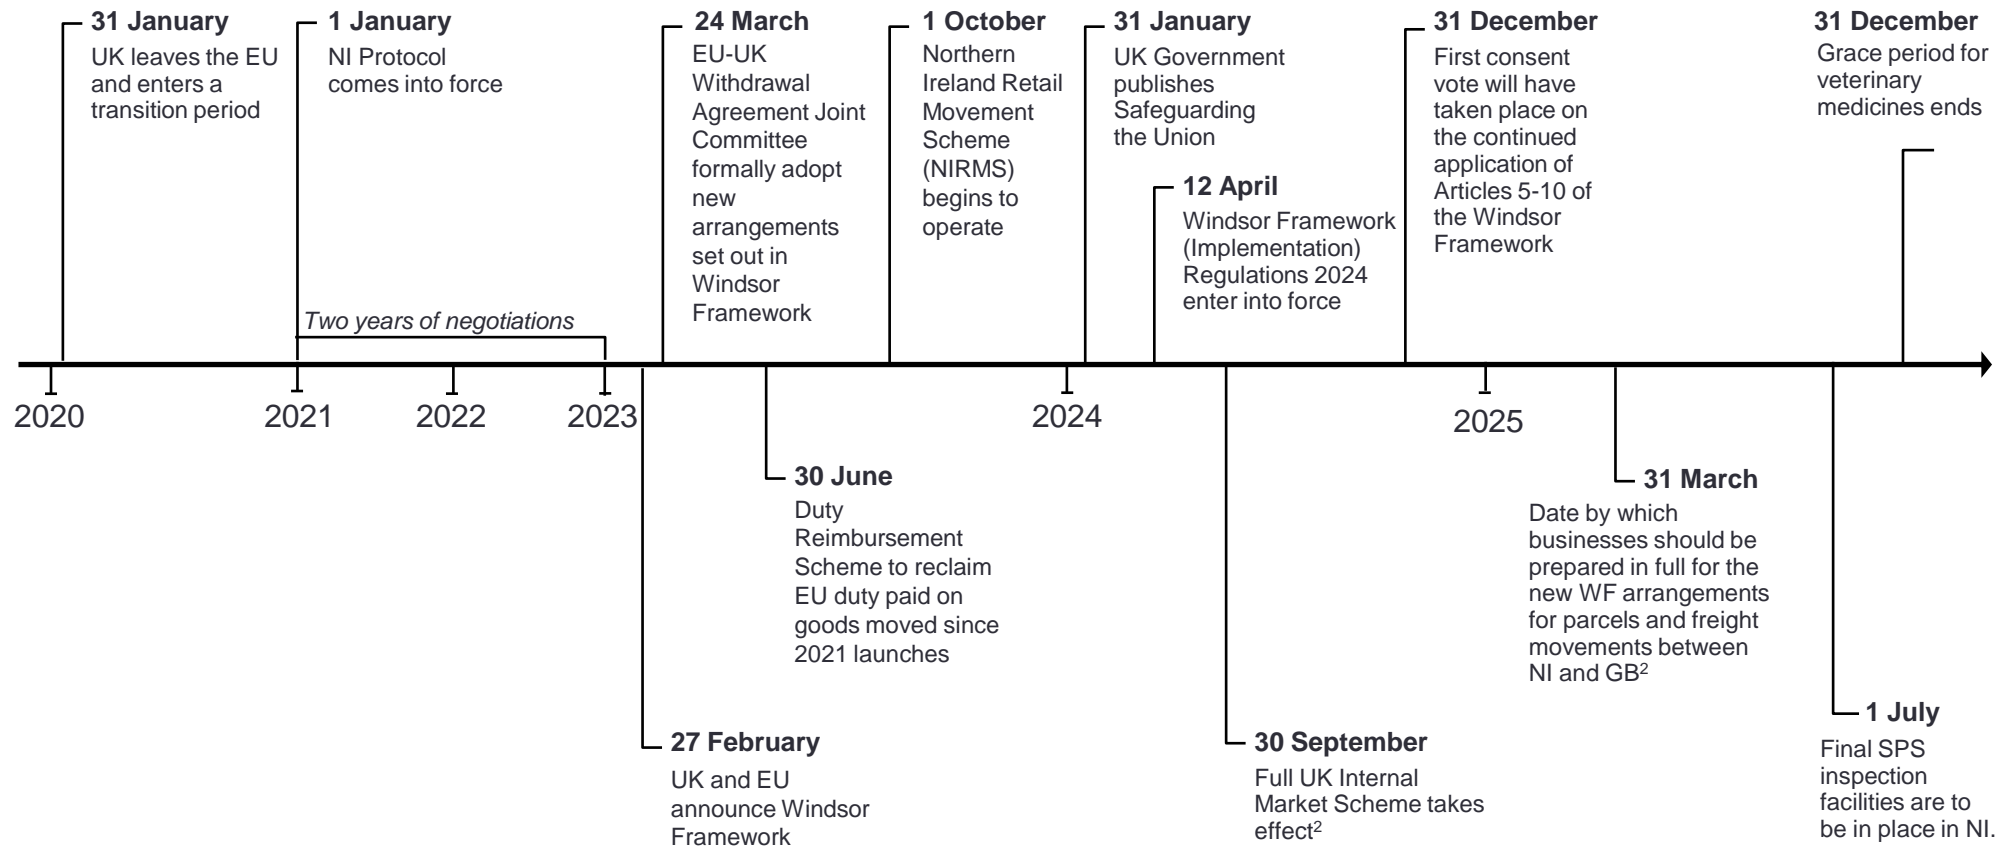 31 January
UK leaves the EU
and enters a
transition period
1 January
NI Protocol
comes into force
24 March
EU-UK
Withdrawal
Agreement Joint
Committee
formally adopt
new
arrangements
set out in
Windsor
Framework
1 October
Northern
Ireland Retail
Movement
Scheme
(NIRMS)
begins to
operate
31 January
UK Government
publishes
Safeguarding
the Union
12 April
Windsor Framework
(Implementation)
Regulations 2024
enter into force
31 December
First consent
vote will have
taken place on
the continued
application of
Articles 5-10 of
the Windsor
Framework
31 December
Grace period for
veterinary
medicines ends
Two years of negotiations
2020
2021
2022
2023
2024
2025
27 February
UK and EU
announce Windsor
Framework
30 June
Duty
Reimbursement
Scheme to reclaim
EU duty paid on
goods moved since
2021 launches
30 September
Full UK Internal
Market Scheme takes
effect²
31 March
Date by which
businesses should be
prepared in full for the
new WF arrangements
for parcels and freight
movements between
NI and GB²
1 July
Final SPS
inspection
facilities are to
be in place in NI.